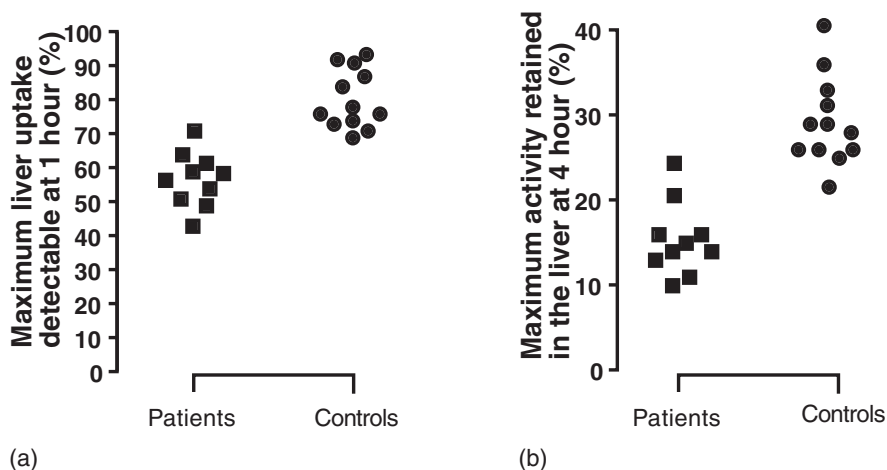 Maximum liver uptake
detectable at 1 hour (%)
100
90
80
70
60
50
40
30
20
10
0
Patients
Controls
(a)
Maximum activity retained
in the liver at 4 hour (%)
40
30
20
10
0
Patients
Controls
(b)